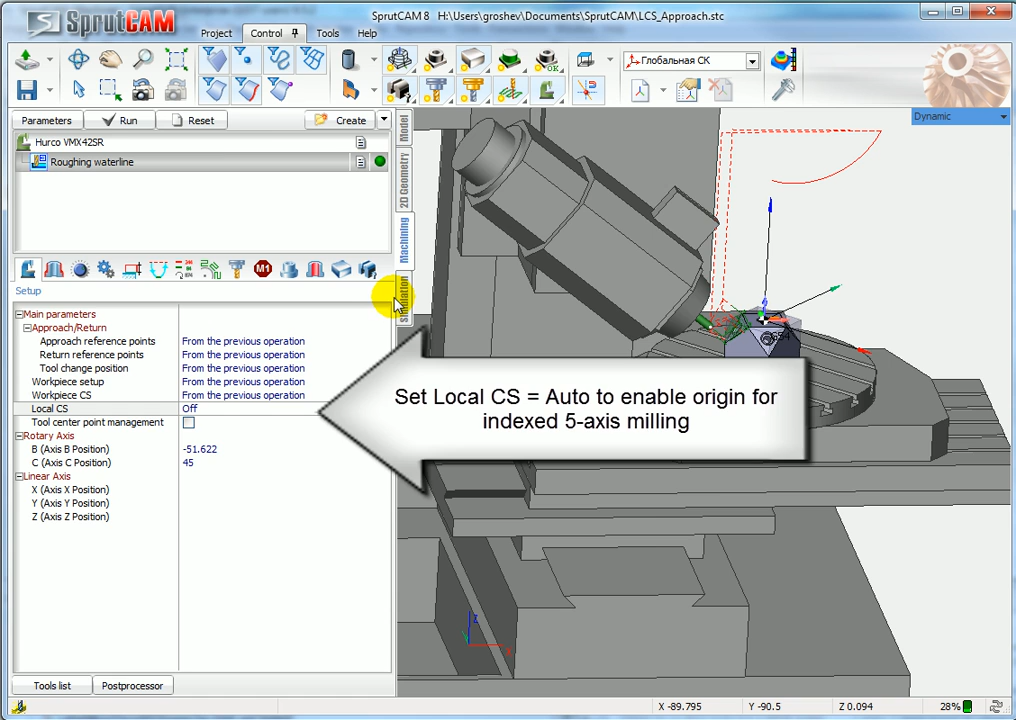 SprutCAM 8 H:\Users\groshev\Documents\SprutCAM\LCS_Approach.stc
SprutCAM
Project
Control
Tools
Help
Глобальная СК
Parameters
Run
Reset
Create
Dynamic
Hurco VMX42SR
Roughing waterline
Model
2D Geometry
Machining
Simulation
M1
Setup
Main parameters
Approach/Return
Approach reference points From the previous operation
Return reference points From the previous operation
Tool change position From the previous operation
Workpiece setup From the previous operation
Workpiece CS From the previous operation
Local CS Off
Tool center point management
Rotary Axis
B (Axis B Position) -51.622
C (Axis C Position) 45
Linear Axis
X (Axis X Position)
Y (Axis Y Position)
Z (Axis Z Position)
Set Local CS = Auto to enable origin for
indexed 5-axis milling
G54
Z
X
Tools list
Postprocessor
X -89.795 Y -90.5 Z 0.094 28%